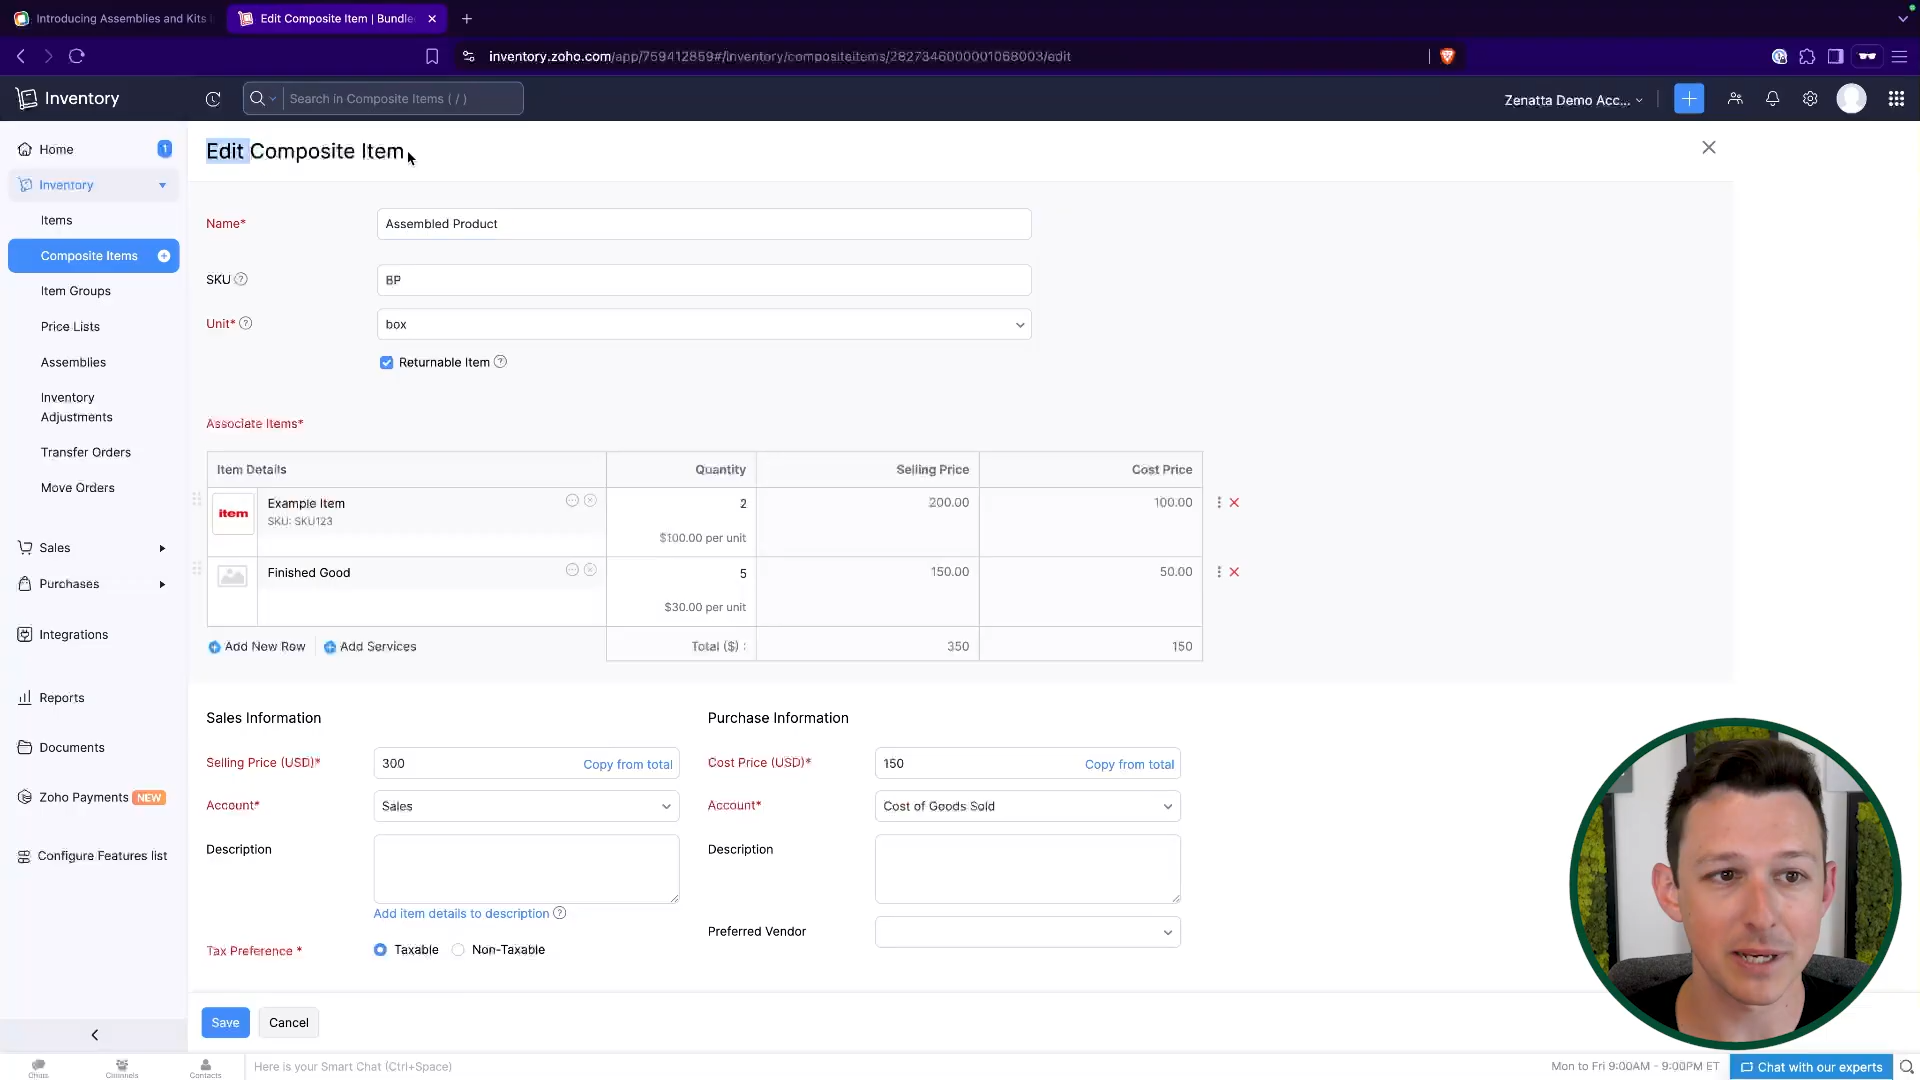 Introducing Assemblies and Kits i
Edit Composite Item | Bundle
inventory.zoho.com/app/759412859#/inventory/compositeitems/2827346000001068003/edit
Inventory
Search in Composite Items ( / )
Zenatta Demo Acc...
Home
1
Edit Composite Item
Inventory
Items
Composite Items
Item Groups
Price Lists
Assemblies
Inventory
Adjustments
Transfer Orders
Move Orders
Sales
Purchases
Integrations
Reports
Documents
Zoho Payments NEW
Configure Features list
Name*
Assembled Product
SKU
BP
Unit*
box
Returnable Item
Associate Items*
Item Details Quantity Selling Price Cost Price
item
Example Item 2 200.00 100.00
SKU: SKU123
$100.00 per unit
Finished Good 5 150.00 50.00
$30.00 per unit
Add New Row Add Services Total ($) : 350 150
Sales Information
Selling Price (USD)* 300 Copy from total
Account* Sales
Description
Add item details to description
Tax Preference * Taxable Non-Taxable
Purchase Information
Cost Price (USD)* 150 Copy from total
Account* Cost of Goods Sold
Description
Preferred Vendor
Save Cancel
Chats Channels Contacts
Here is your Smart Chat (Ctrl+Space)
Mon to Fri 9:00AM - 9:00PM ET
Chat with our experts